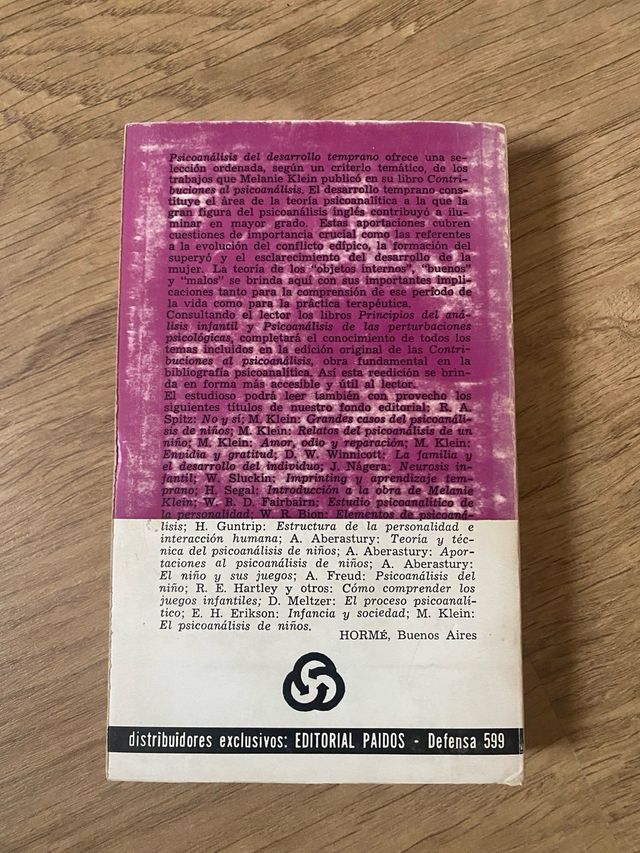 Psicoanálisis del desarrollo temprano ofrece una se-
lección ordenada, según un criterio temático, de los
trabajos que Melanie Klein publicó en su libro Contri-
buciones al psicoanálisis. El desarrollo temprano cons-
tituye el área de la teoría psicoanalítica a la que la
gran figura del psicoanálisis inglés contribuyó a ilu-
minar en mayor grado. Estas aportaciones cubren
cuestiones de importancia crucial como las referentes
a la evolución del conflicto edípico, la formación del
superyó y el esclarecimiento del desarrollo de la
mujer. La teoría de los "objetos internos", "buenos"
y "malos" se brinda aquí con sus importantes impli-
caciones tanto para la comprensión de ese período de
la vida como para la práctica terapéutica.
Consultando el lector los libros Principios del aná-
lisis infantil y Psicoanálisis de las perturbaciones
psicológicas, completará el conocimiento de todos los
temas incluidos en la edición original de las Contri-
buciones al psicoanálisis, obra fundamental en la
bibliografía psicoanalítica. Así esta reedición se brin-
da en forma más accesible y útil al lector.
El estudioso podrá leer también con provecho los
siguientes títulos de nuestro fondo editorial: R. A.
Spitz: No y sí; M. Klein: Grandes casos del psicoanáli-
sis de niños; M. Klein: Relatos del psicoanálisis de un
niño; M. Klein: Amor, odio y reparación; M. Klein:
Envidia y gratitud; D. W. Winnicott: La familia y
el desarrollo del individuo; J. Nágera: Neurosis in-
fantil; W. Sluckin: Imprinting y aprendizaje tem-
prano; H. Segal: Introducción a la obra de Melanie
Klein; W. R. D. Fairbairn: Estudio psicoanalítico de
la personalidad; W. R. Bion: Elementos de psicoaná-
lisis; H. Guntrip: Estructura de la personalidad e
interacción humana; A. Aberastury: Teoría y téc-
nica del psicoanálisis de niños; A. Aberastury: Apor-
taciones al psicoanálisis de niños; A. Aberastury:
El niño y sus juegos; A. Freud: Psicoanálisis del
niño; R. E. Hartley y otros: Cómo comprender los
juegos infantiles; D. Meltzer: El proceso psicoanalí-
tico; E. H. Erikson: Infancia y sociedad; M. Klein:
El psicoanálisis de niños.
HORMÉ, Buenos Aires
distribuidores exclusivos: EDITORIAL PAIDOS - Defensa 599